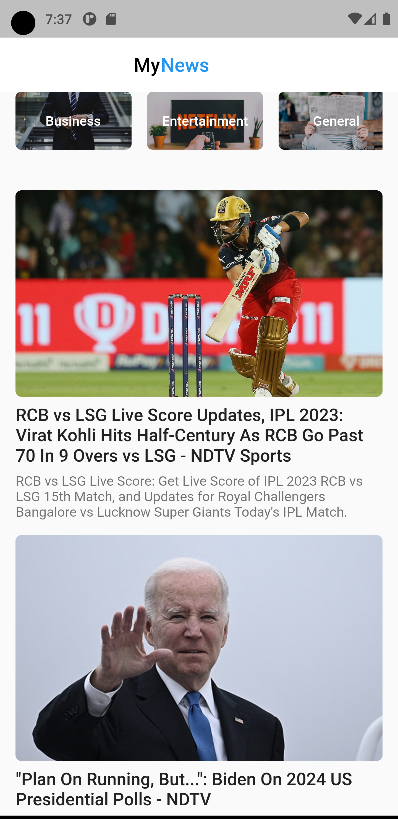 7:37
MyNews
Business
Entertainment
General
11
D
11
RCB vs LSG Live Score Updates, IPL 2023:
Virat Kohli Hits Half-Century As RCB Go Past
70 In 9 Overs vs LSG - NDTV Sports
RCB vs LSG Live Score: Get Live Score of IPL 2023 RCB vs
LSG 15th Match, and Updates for Royal Challengers
Bangalore vs Lucknow Super Giants Today's IPL Match.
"Plan On Running, But...": Biden On 2024 US
Presidential Polls - NDTV